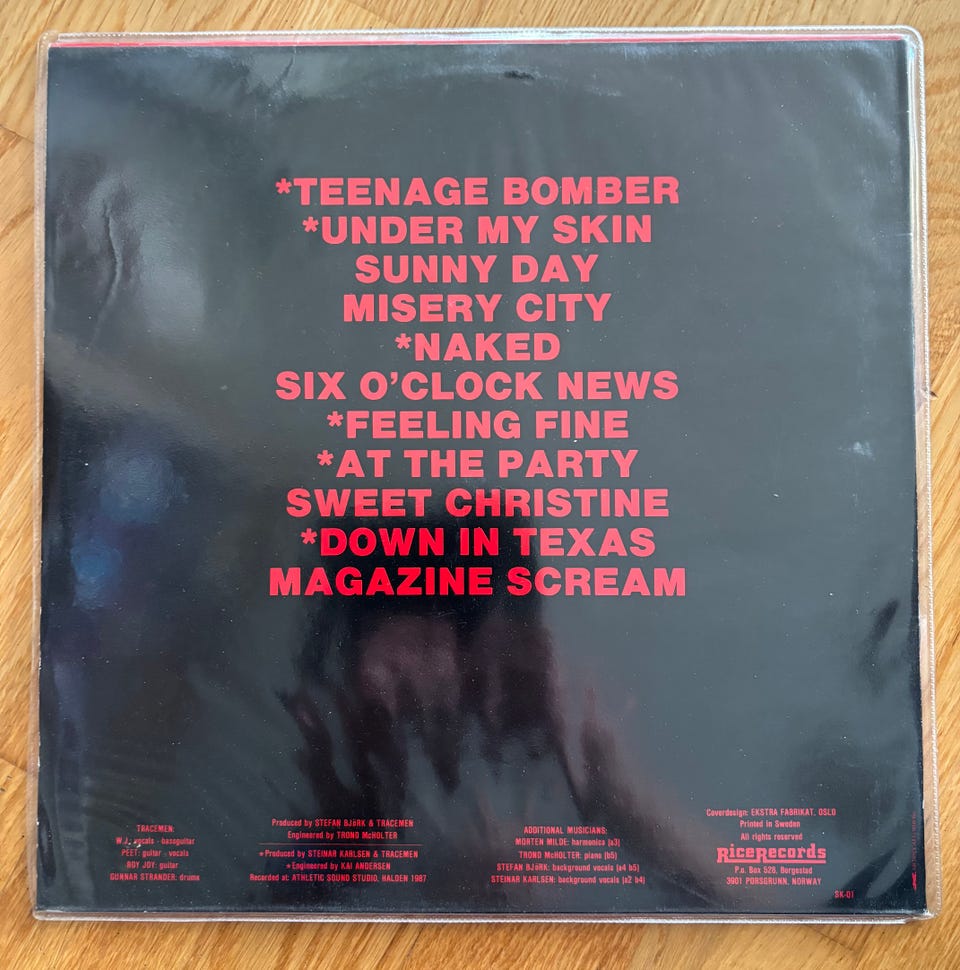 *TEENAGE BOMBER
*UNDER MY SKIN
SUNNY DAY
MISERY CITY
*NAKED
SIX O'CLOCK NEWS
*FEELING FINE
*AT THE PARTY
SWEET CHRISTINE
*DOWN IN TEXAS
MAGAZINE SCREAM
TRACEMEN:
W.J.: vocals - bassguitar
PEET: guitar - vocals
ROY JOY: guitar
GUNNAR STRANDER: drums
Produced by STEFAN BJöRK & TRACEMEN
Engineered by TROND McHOLTER
*Produced by STEINAR KARLSEN & TRACEMEN
*Engineered by KAI ANDERSEN
Recorded at: ATHLETIC SOUND STUDIO, HALDEN 1987
ADDITIONAL MUSICIANS:
MORTEN MILDE: harmonica (a3)
TROND McHOLTER: piano (b5)
STEFAN BJöRK: background vocals (a4 b5)
STEINAR KARLSEN: background vocals (a2 b4)
Coverdesign: EKSTRA FABRIKAT, OSLO
Printed in Sweden
All rights reserved
RiceRecords
P.o. Box 528, Borgestad
3901 PORSGRUNN, NORWAY
SK-01